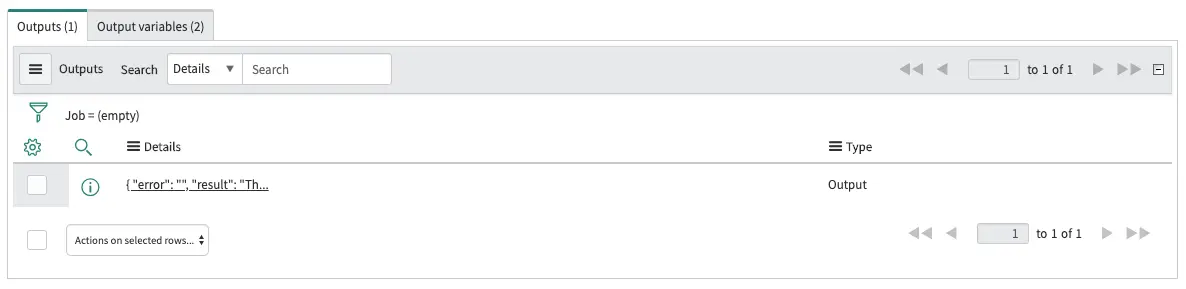 Outputs (1) Output variables (2)
Outputs Search Details Search 1 to 1 of 1
Job = (empty)
Details Type
{ "error": "", "result": "Th... Output
Actions on selected rows... 1 to 1 of 1